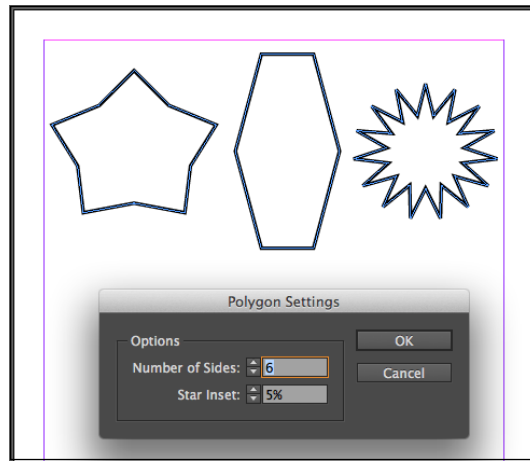 Polygon Settings
Options
Number of Sides: 6
Star Inset: 5%
OK
Cancel